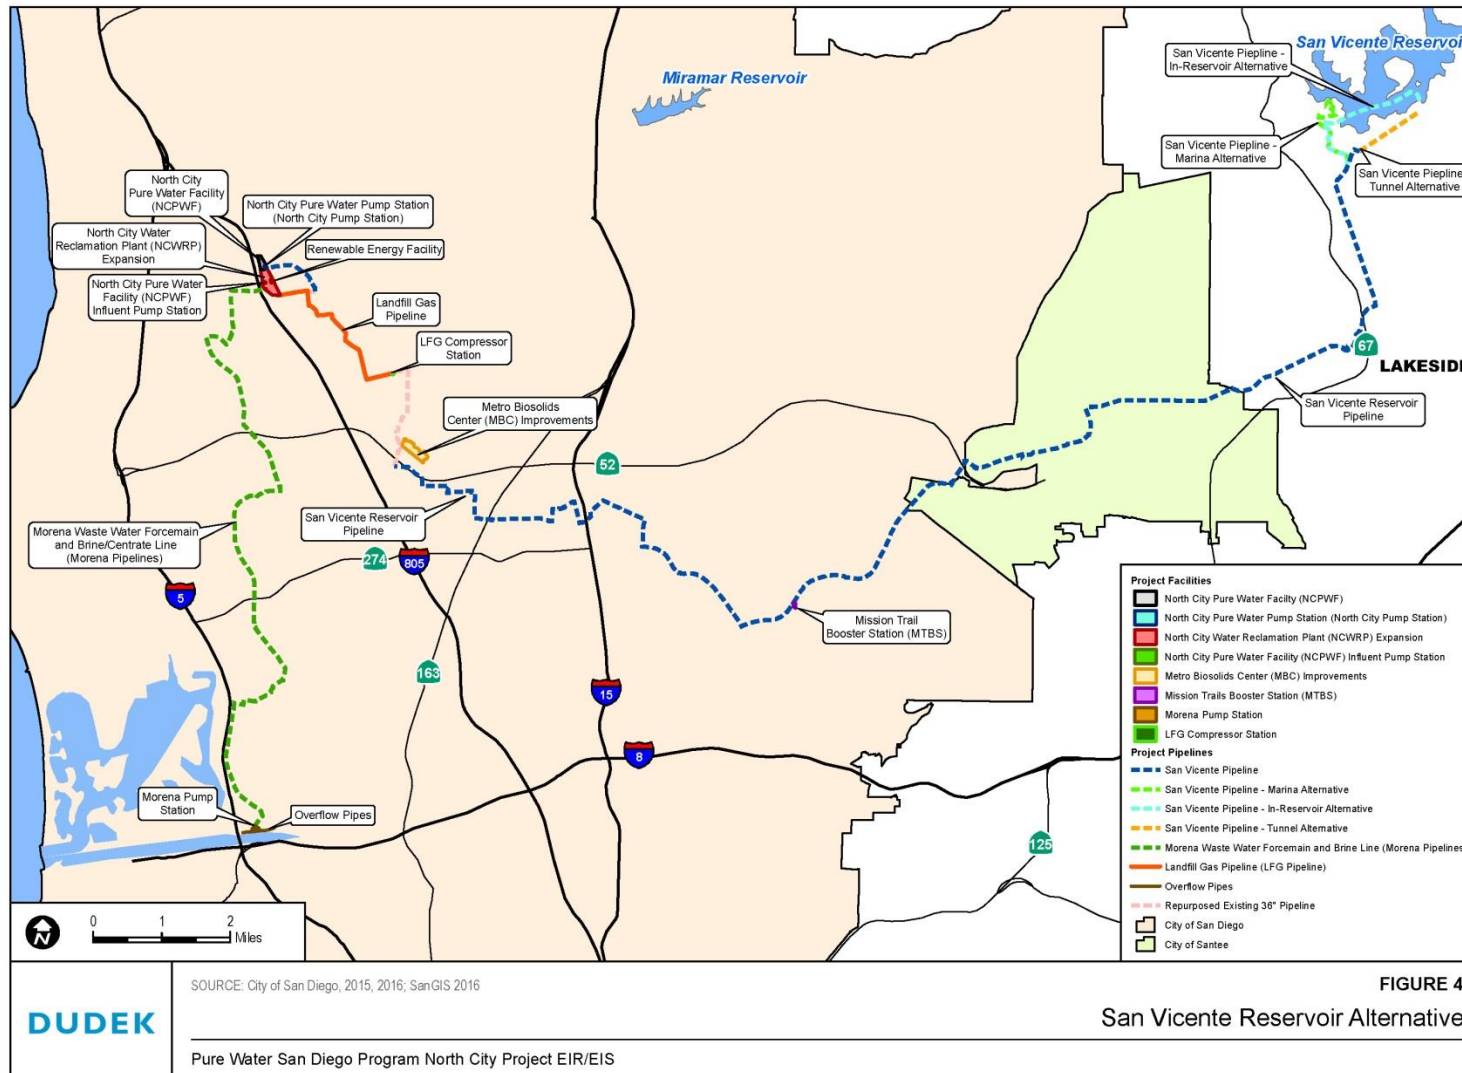 San Vicente Reservoi
Miramar Reservoir
San Vicente Piepline -
In-Reservoir Alternative
San Vicente Piepline -
Marina Alternative
San Vicente Piepline
Tunnel Alternative
North City
Pure Water Facility
(NCPWF)
North City Pure Water Pump Station
(North City Pump Station)
North City Water
Reclamation Plant (NCWRP)
Expansion
Renewable Energy Facility
North City Pure Water
Facility (NCPWF)
Influent Pump Station
Landfill Gas
Pipeline
LFG Compressor
Station
67
LAKESIDE
San Vicente Reservoir
Pipeline
Metro Biosolids
Center (MBC) Improvements
52
San Vicente Reservoir
Pipeline
Morena Waste Water Forcemain
and Brine/Centrate Line
(Morena Pipelines)
274
805
5
Mission Trail
Booster Station (MTBS)
163
15
8
Morena Pump
Station
Overflow Pipes
125
Project Facilities
North City Pure Water Facilty (NCPWF)
North City Pure Water Pump Station (North City Pump Station)
North City Water Reclamation Plant (NCWRP) Expansion
North City Pure Water Facility (NCPWF) Influent Pump Station
Metro Biosolids Center (MBC) Improvements
Mission Trails Booster Station (MTBS)
Morena Pump Station
LFG Compressor Station
Project Pipelines
San Vicente Pipeline
San Vicente Pipeline - Marina Alternative
San Vicente Pipeline - In-Reservoir Alternative
San Vicente Pipeline - Tunnel Alternative
Morena Waste Water Forcemain and Brine Line (Morena Pipelines
Landfill Gas Pipeline (LFG Pipeline)
Overflow Pipes
Repurposed Existing 36" Pipeline
City of San Diego
City of Santee
N
0 1 2
Miles
DUDEK
SOURCE: City of San Diego, 2015, 2016; SanGIS 2016
FIGURE 4
San Vicente Reservoir Alternative
Pure Water San Diego Program North City Project EIR/EIS